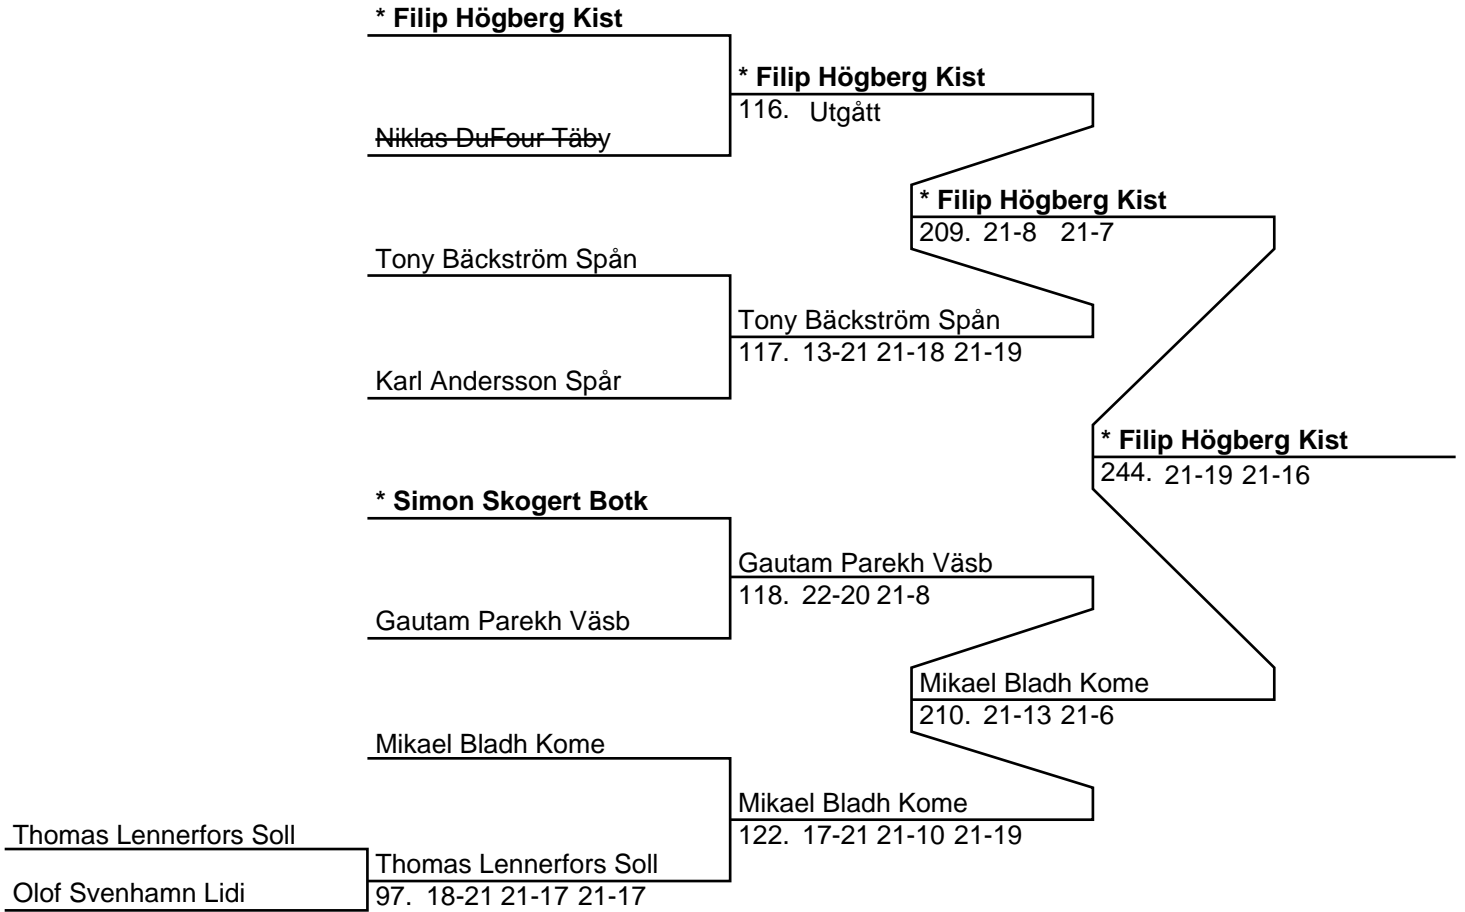 * Filip Högberg Kist
* Filip Högberg Kist
116. Utgått
Niklas DuFour Täby
* Filip Högberg Kist
209. 21-8 21-7
Tony Bäckström Spån
Tony Bäckström Spån
117. 13-21 21-18 21-19
Karl Andersson Spår
* Filip Högberg Kist
244. 21-19 21-16
* Simon Skogert Botk
Gautam Parekh Väsb
118. 22-20 21-8
Gautam Parekh Väsb
Mikael Bladh Kome
210. 21-13 21-6
Mikael Bladh Kome
Mikael Bladh Kome
122. 17-21 21-10 21-19
Thomas Lennerfors Soll
Thomas Lennerfors Soll
97. 18-21 21-17 21-17
Olof Svenhamn Lidi